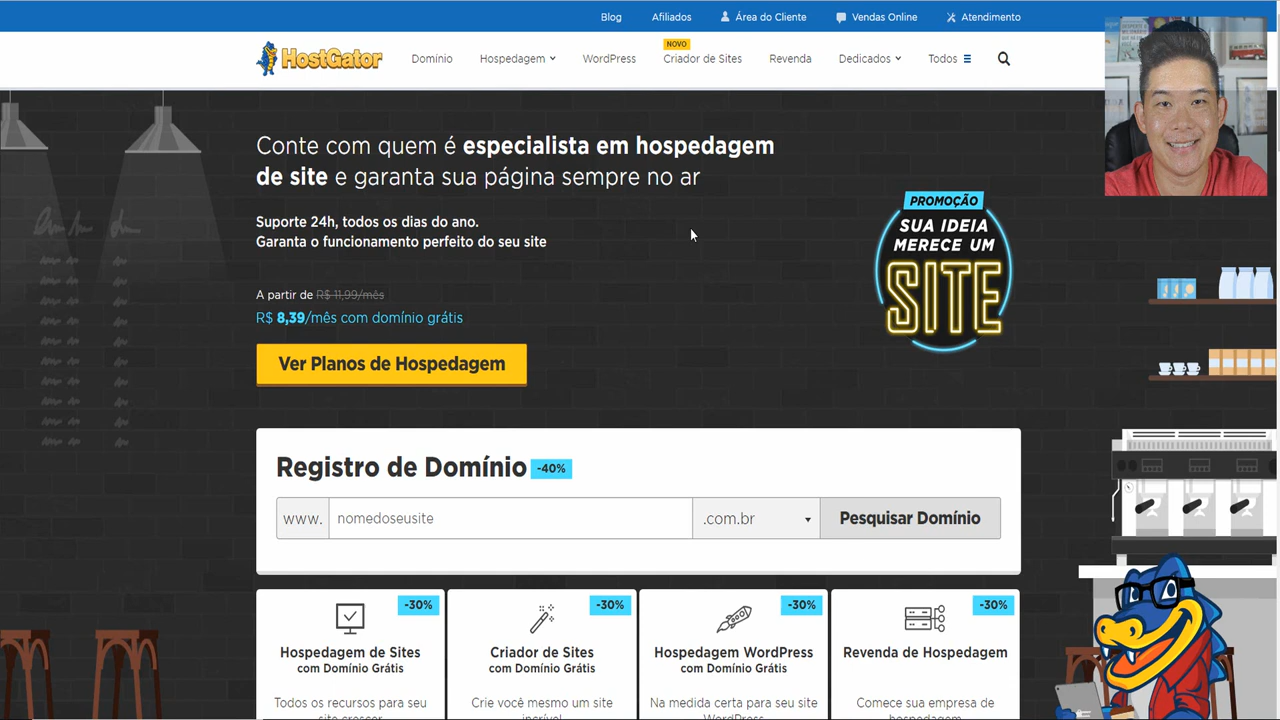 Blog Afiliados Área do Cliente Vendas Online Atendimento
NOVO
HostGator Domínio Hospedagem WordPress Criador de Sites Revenda Dedicados Todos
Conte com quem é especialista em hospedagem
de site e garanta sua página sempre no ar
Suporte 24h, todos os dias do ano.
Garanta o funcionamento perfeito do seu site
A partir de R$ 11,99/mês
R$ 8,39/mês com domínio grátis
Ver Planos de Hospedagem
PROMOÇÃO
SUA IDEIA
MERECE UM
SITE
Registro de Domínio -40%
www. nomedoseusite .com.br Pesquisar Domínio
-30% -30% -30% -30%
Hospedagem de Sites
com Domínio Grátis
Todos os recursos para seu
site crescer
Criador de Sites
com Domínio Grátis
Crie você mesmo um site
incrível
Hospedagem WordPress
com Domínio Grátis
Na medida certa para seu site
WordPress
Revenda de Hospedagem
Comece sua empresa de
hospedagem